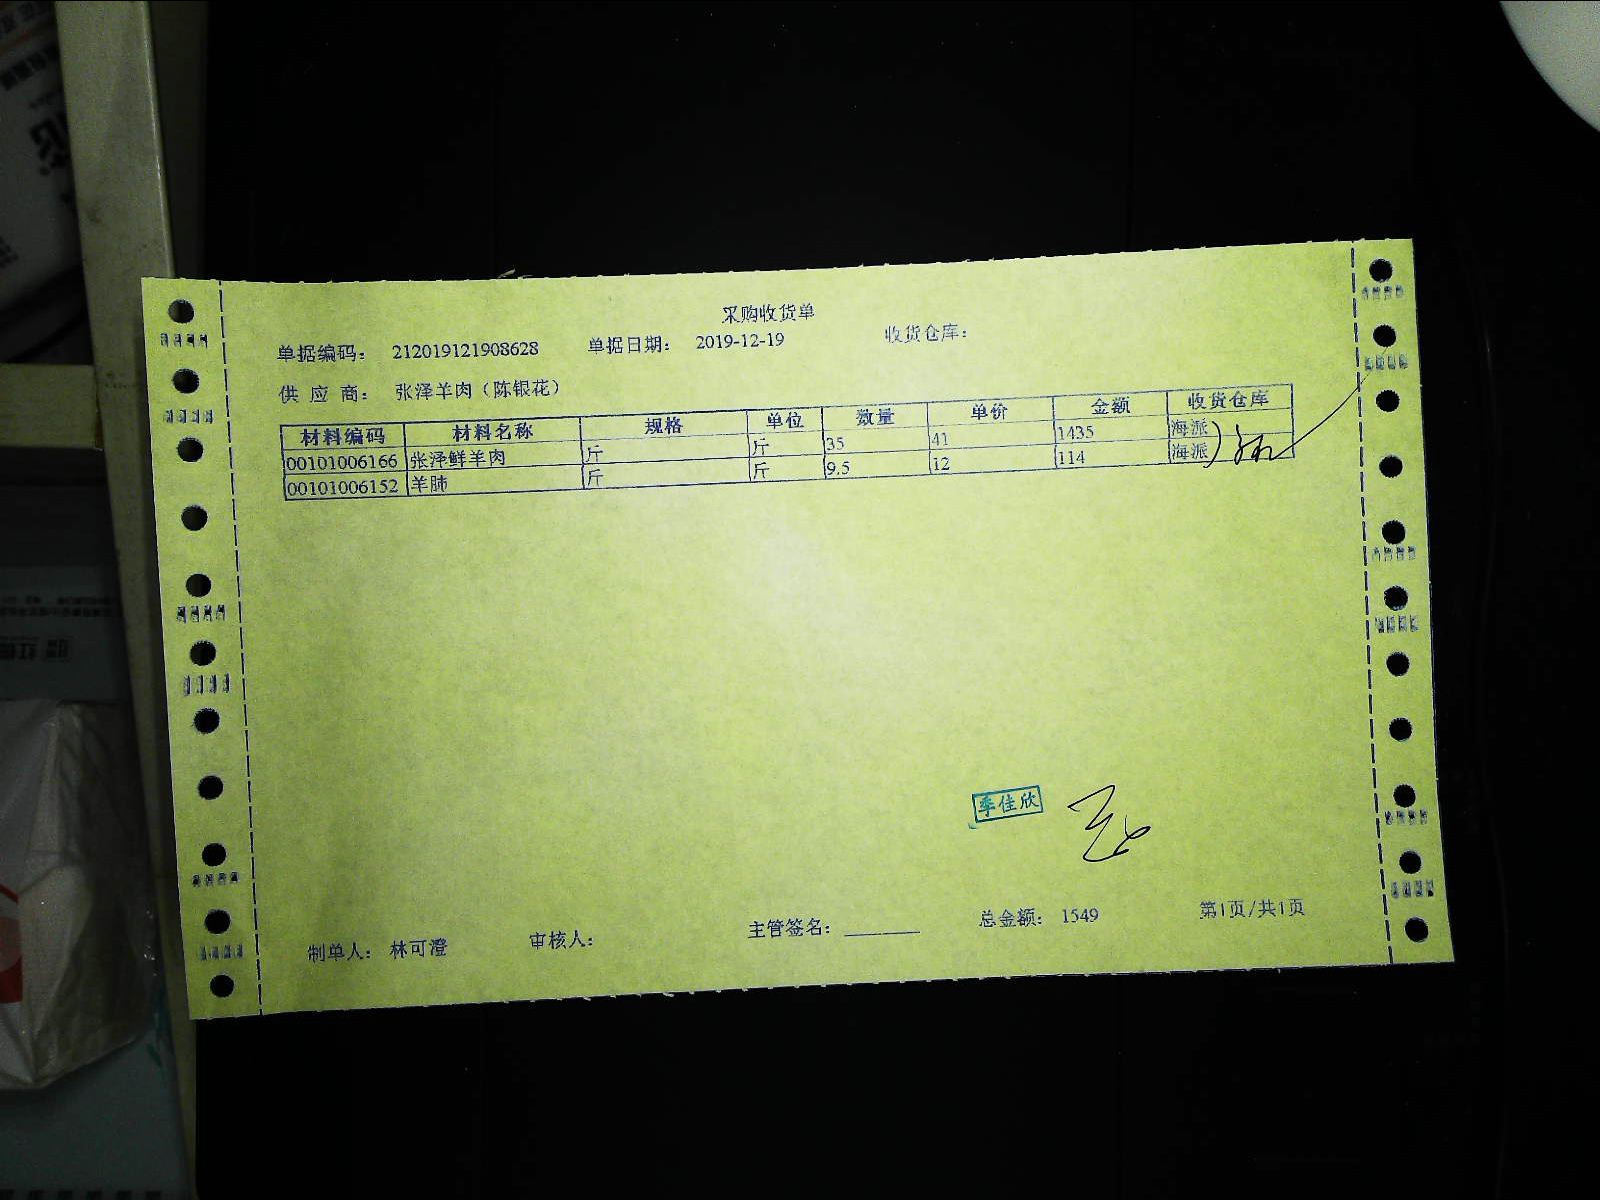 采购收货单
单据编码： 212019121908628 单据日期： 2019-12-19 收货仓库：
供 应 商： 张泽羊肉（陈银花）
材料编码 材料名称 规格 单位 数量 单价 金额 收货仓库
00101006166 张泽鲜羊肉 斤 斤 35 41 1435 海派
00101006152 羊肺 斤 斤 9.5 12 114 海派
季佳欣
制单人： 林可澄 审核人： 主管签名： 总金额： 1549 第1页/共1页